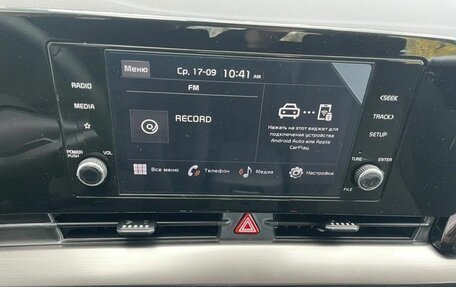 Меню Ср, 17-09 10:41 AM
RADIO
MEDIA
FM
RECORD
Нажать на этот виджет для
подключения устройства
Android Auto или Apple
CarPlay.
<SEEK
TRACK>
SETUP
POWER
PUSH
VOL
TUNE
ENTER
FILE
Все меню Телефон Медиа Настройки